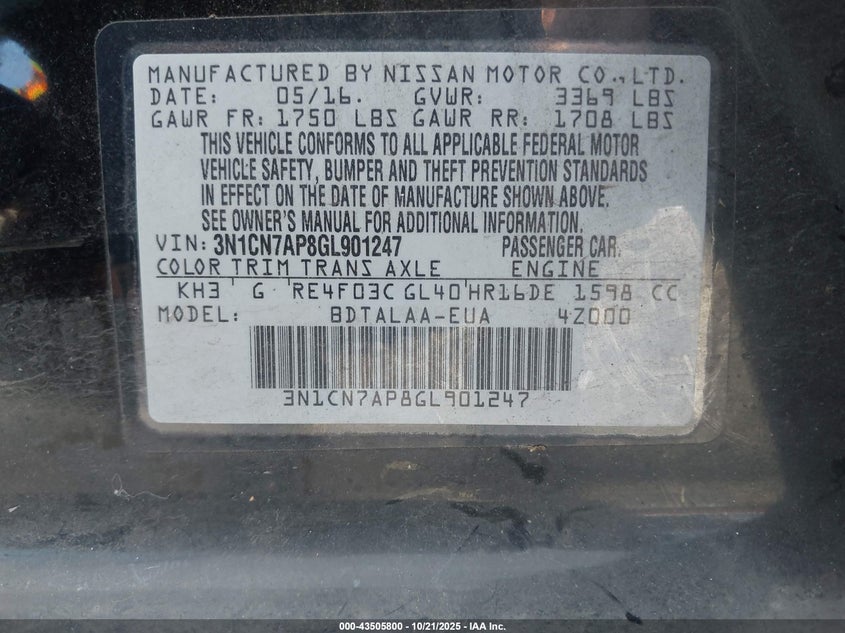 MANUFACTURED BY NISSAN MOTOR CO.,LTD.
DATE: 05/16. GVWR: 3369 LBS
GAWR FR: 1750 LBS GAWR RR: 1708 LBS
THIS VEHICLE CONFORMS TO ALL APPLICABLE FEDERAL MOTOR
VEHICLE SAFETY, BUMPER AND THEFT PREVENTION STANDARDS
IN EFFECT ON THE DATE OF MANUFACTURE SHOWN ABOVE.
SEE OWNER'S MANUAL FOR ADDITIONAL INFORMATION.
VIN: 3N1CN7AP8GL901247 PASSENGER CAR.
COLOR TRIM TRANS AXLE ENGINE
KH3 G RE4F03C GL40 HR16DE 1598 CC
MODEL: BDTALAA-EUA 4Z000
3N1CN7AP8GL901247
000-43505800 - 10/21/2025 - IAA Inc.